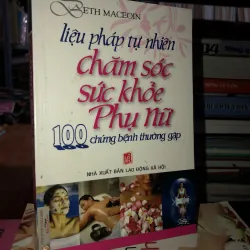 BETH MACEOIN
liệu pháp tự nhiên
chăm sóc
sức khỏe
Phụ Nữ
100 chứng bệnh thường gặp
NHÀ XUẤT BẢN LAO ĐỘNG XÃ HỘI